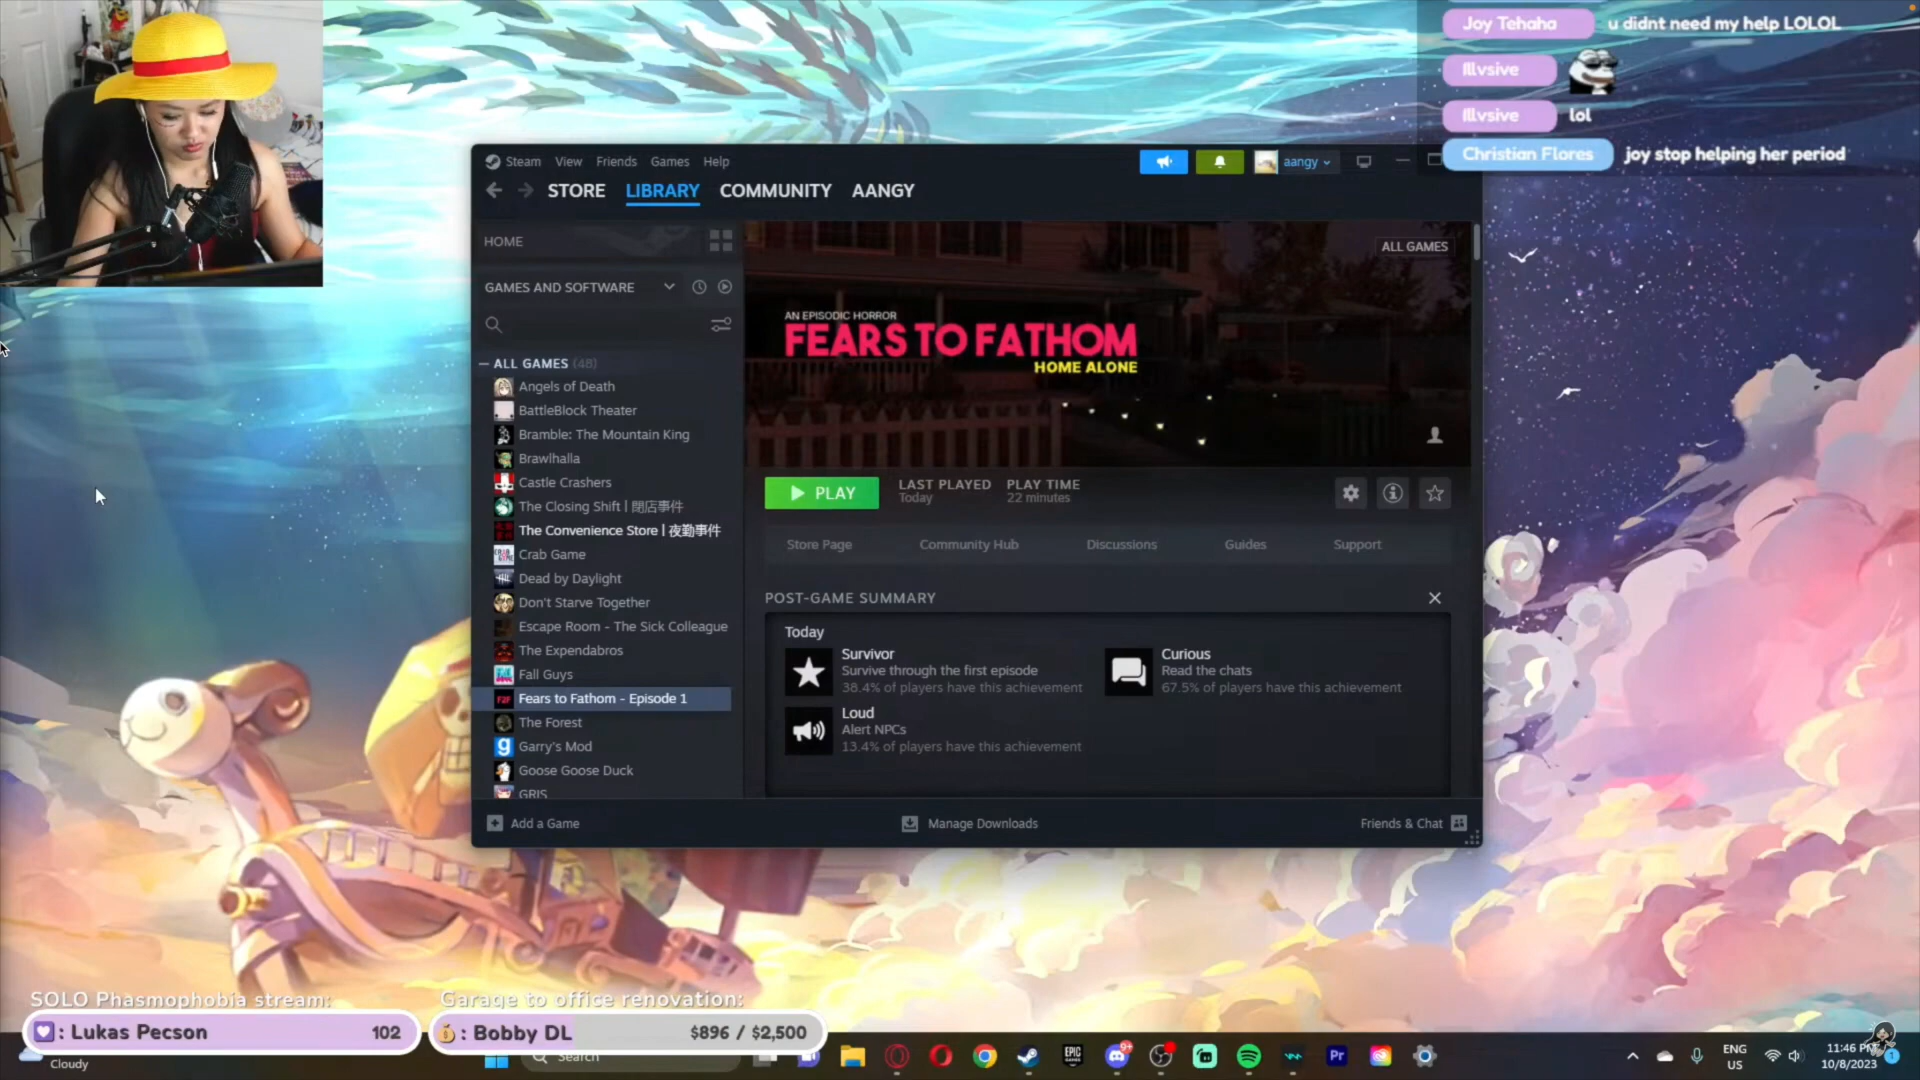 Joy Tehaha u didnt need my help LOLOL
Illvsive
Illvsive lol
Christian Flores joy stop helping her period
Steam View Friends Games Help
aangy
STORE LIBRARY COMMUNITY AANGY
HOME
ALL GAMES
GAMES AND SOFTWARE
AN EPISODIC HORROR
FEARS TO FATHOM
HOME ALONE
ALL GAMES (48)
Angels of Death
BattleBlock Theater
Bramble: The Mountain King
Brawlhalla
Castle Crashers
The Closing Shift | 閉店事件
The Convenience Store | 夜勤事件
Crab Game
Dead by Daylight
Don't Starve Together
Escape Room - The Sick Colleague
The Expendabros
Fall Guys
Fears to Fathom - Episode 1
The Forest
Garry's Mod
Goose Goose Duck
GRIS
PLAY
LAST PLAYED
Today
PLAY TIME
22 minutes
Store Page Community Hub Discussions Guides Support
POST-GAME SUMMARY
Today
Survivor
Survive through the first episode
38.4% of players have this achievement
Curious
Read the chats
67.5% of players have this achievement
Loud
Alert NPCs
13.4% of players have this achievement
Add a Game
Manage Downloads
Friends & Chat
SOLO Phasmophobia stream:
: Lukas Pecson 102
Garage to office renovation:
: Bobby DL $896 / $2,500
Cloudy
Search
EPIC GAMES
9+
Pr
ENG
US
11:46 PM
10/8/2023
1